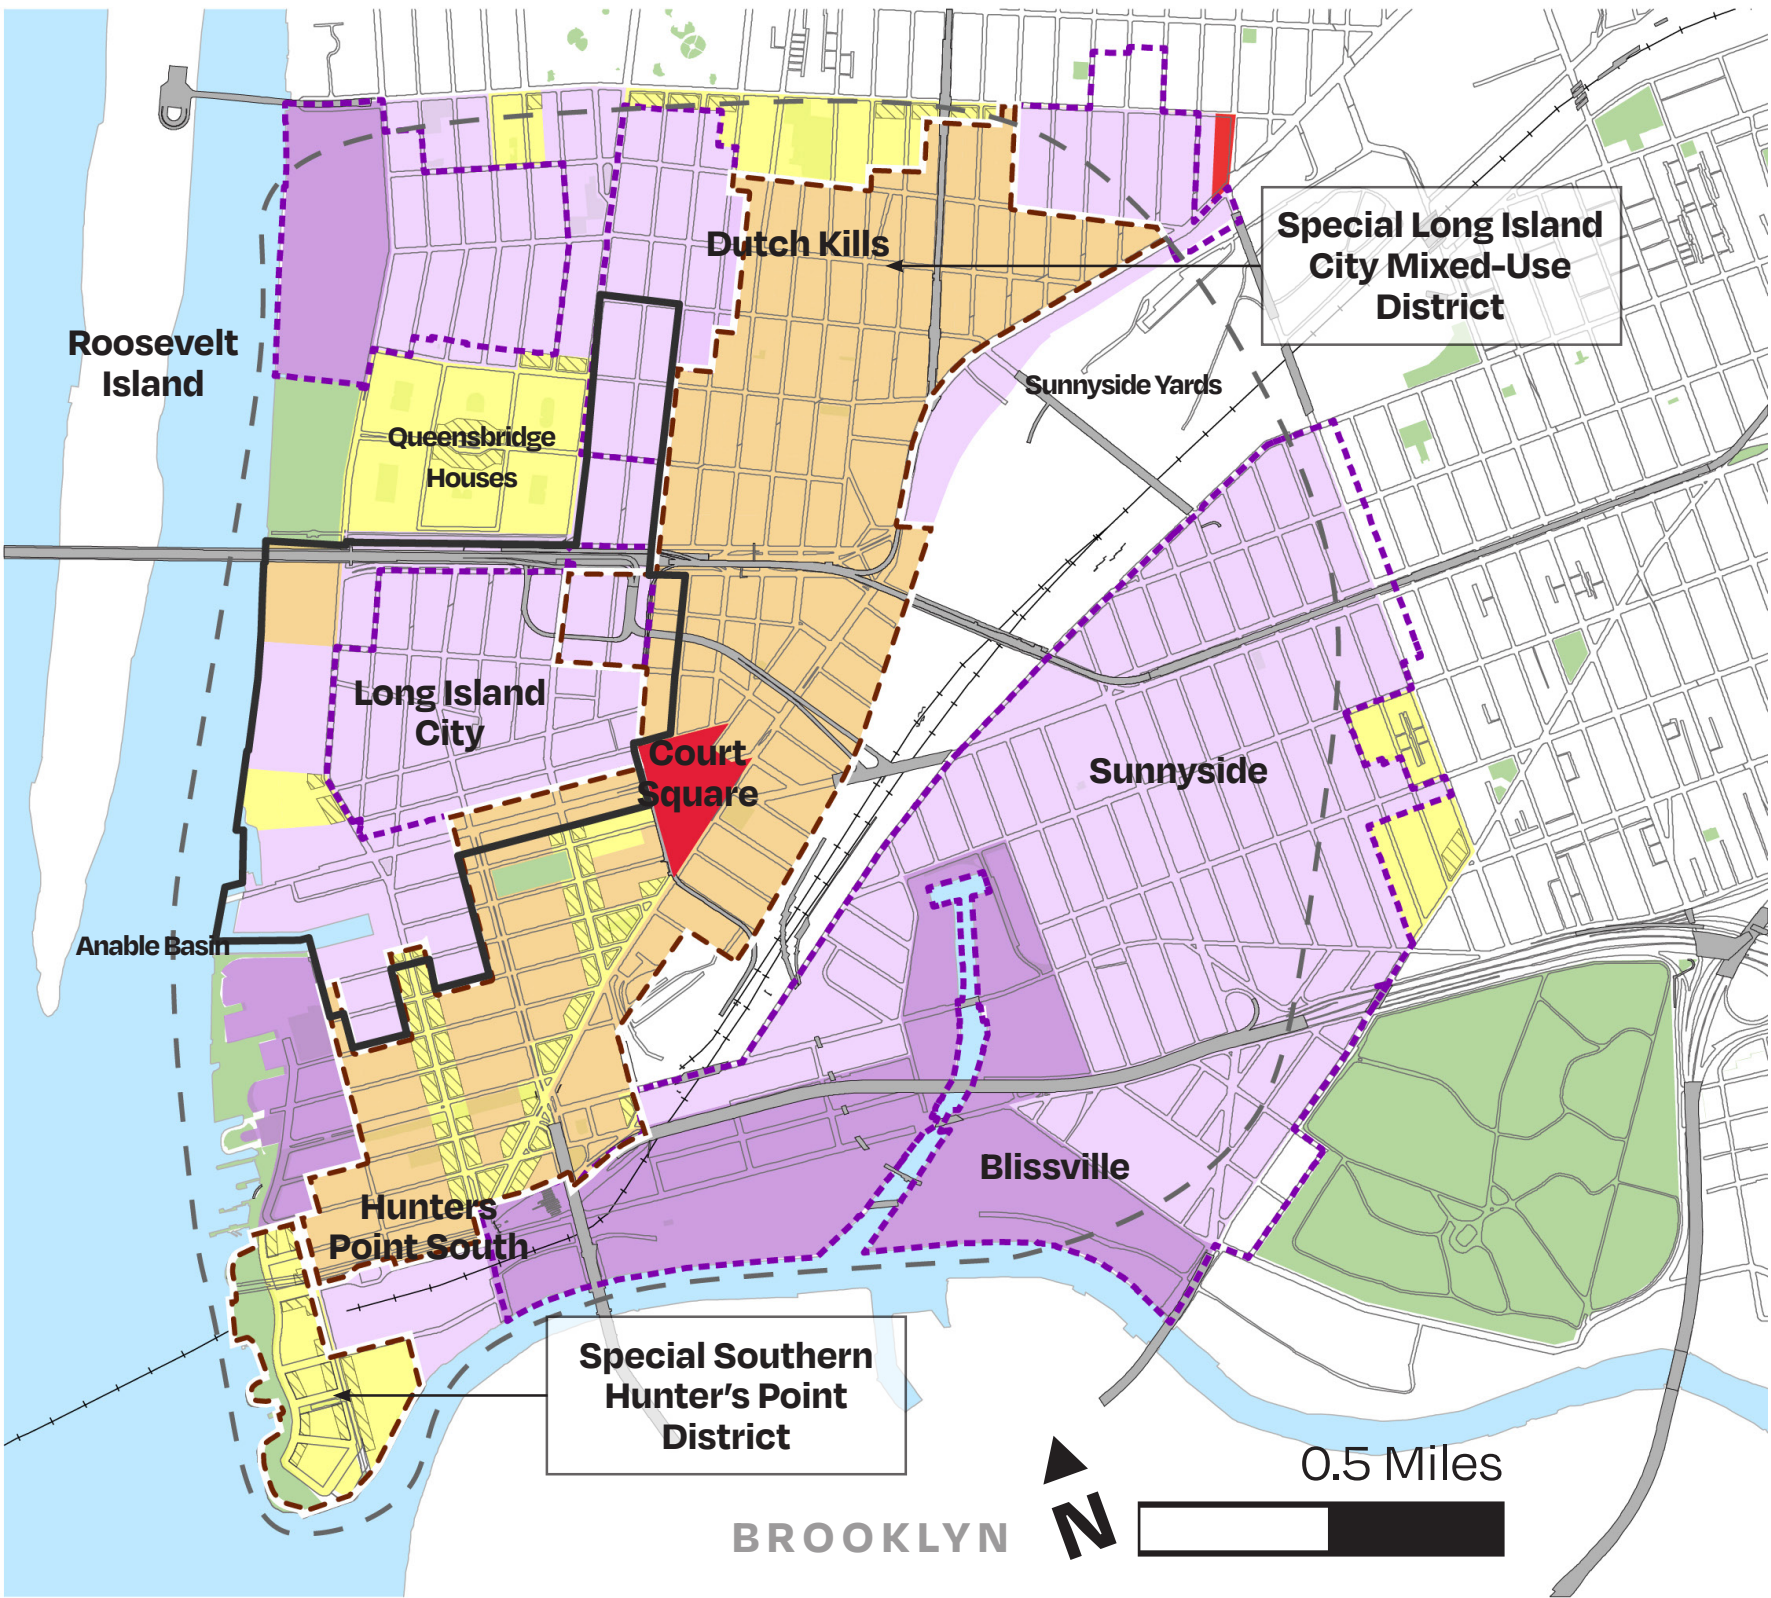 Dutch Kills
Special Long Island
City Mixed-Use
District
Roosevelt
Island
Sunnyside Yards
Queensbridge
Houses
Long Island
City
Court
Square
Sunnyside
Anable Basin
Blissville
Hunters
Point South
Special Southern
Hunter's Point
District
0.5 Miles
N
BROOKLYN